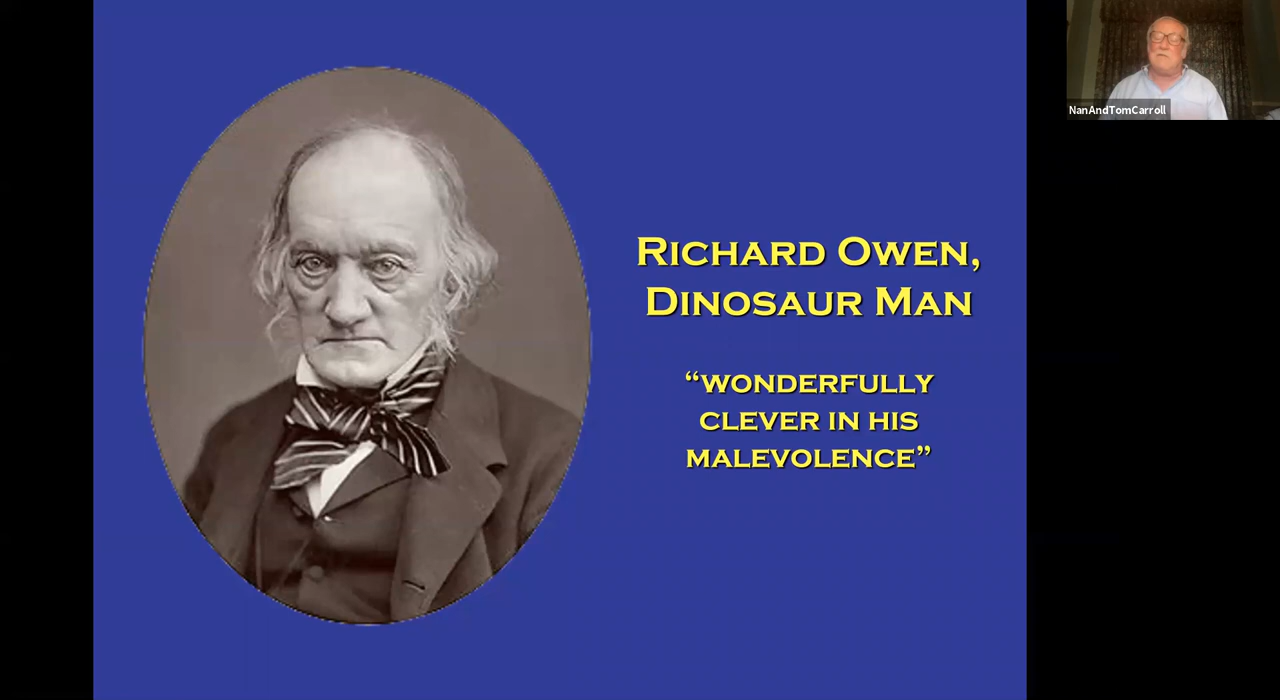 Richard Owen,
Dinosaur Man
“wonderfully
clever in his
malevolence”
NanAndTomCarroll